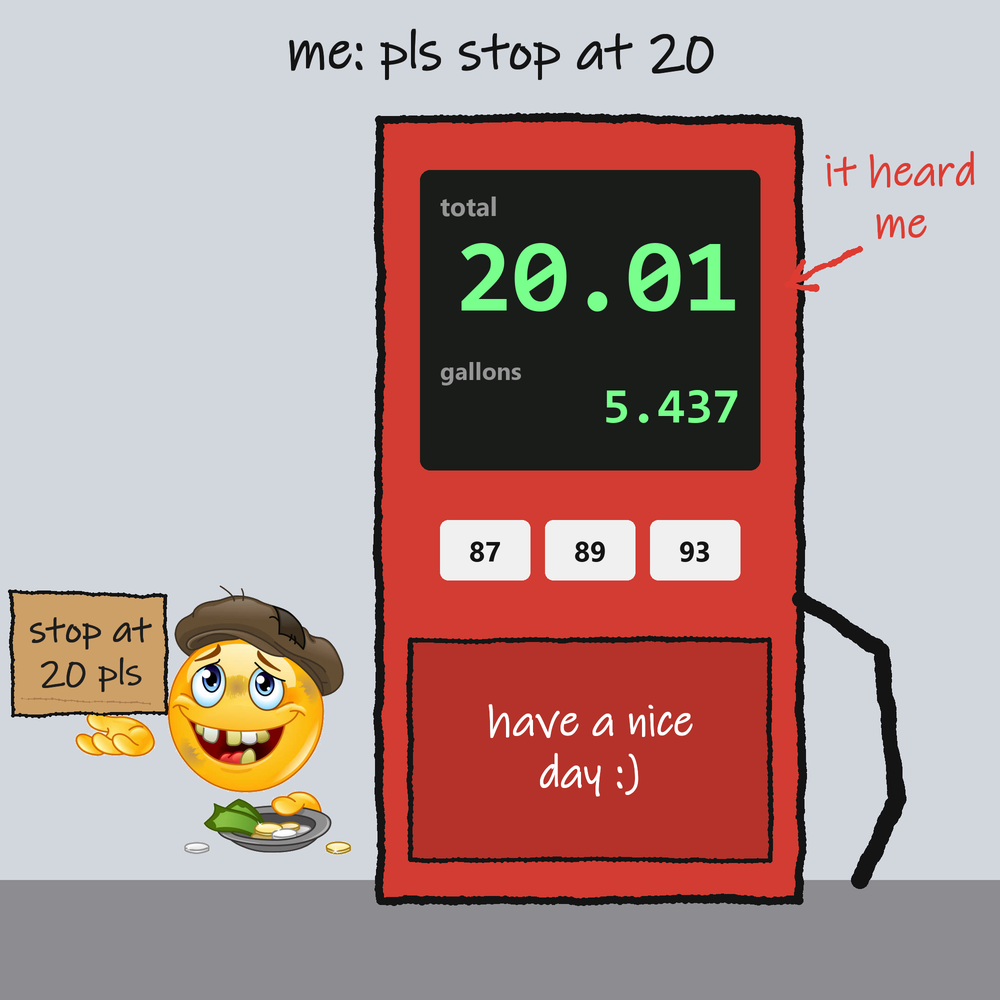 me: pls stop at 20
it heard
me
total
20.01
gallons
5.437
87 89 93
stop at
20 pls
have a nice
day :)